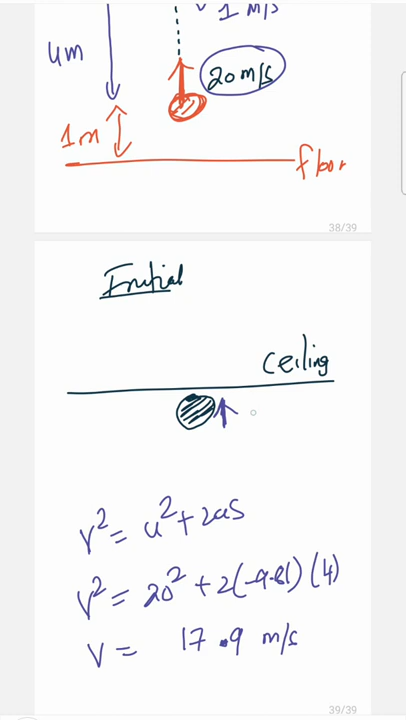 1 m/s
4m
20 m/s
1m
floor
38/39
Initial
Ceiling
v² = u² + 2as
v² = 20² + 2(-9.81)(4)
v = 17.9 m/s
39/39